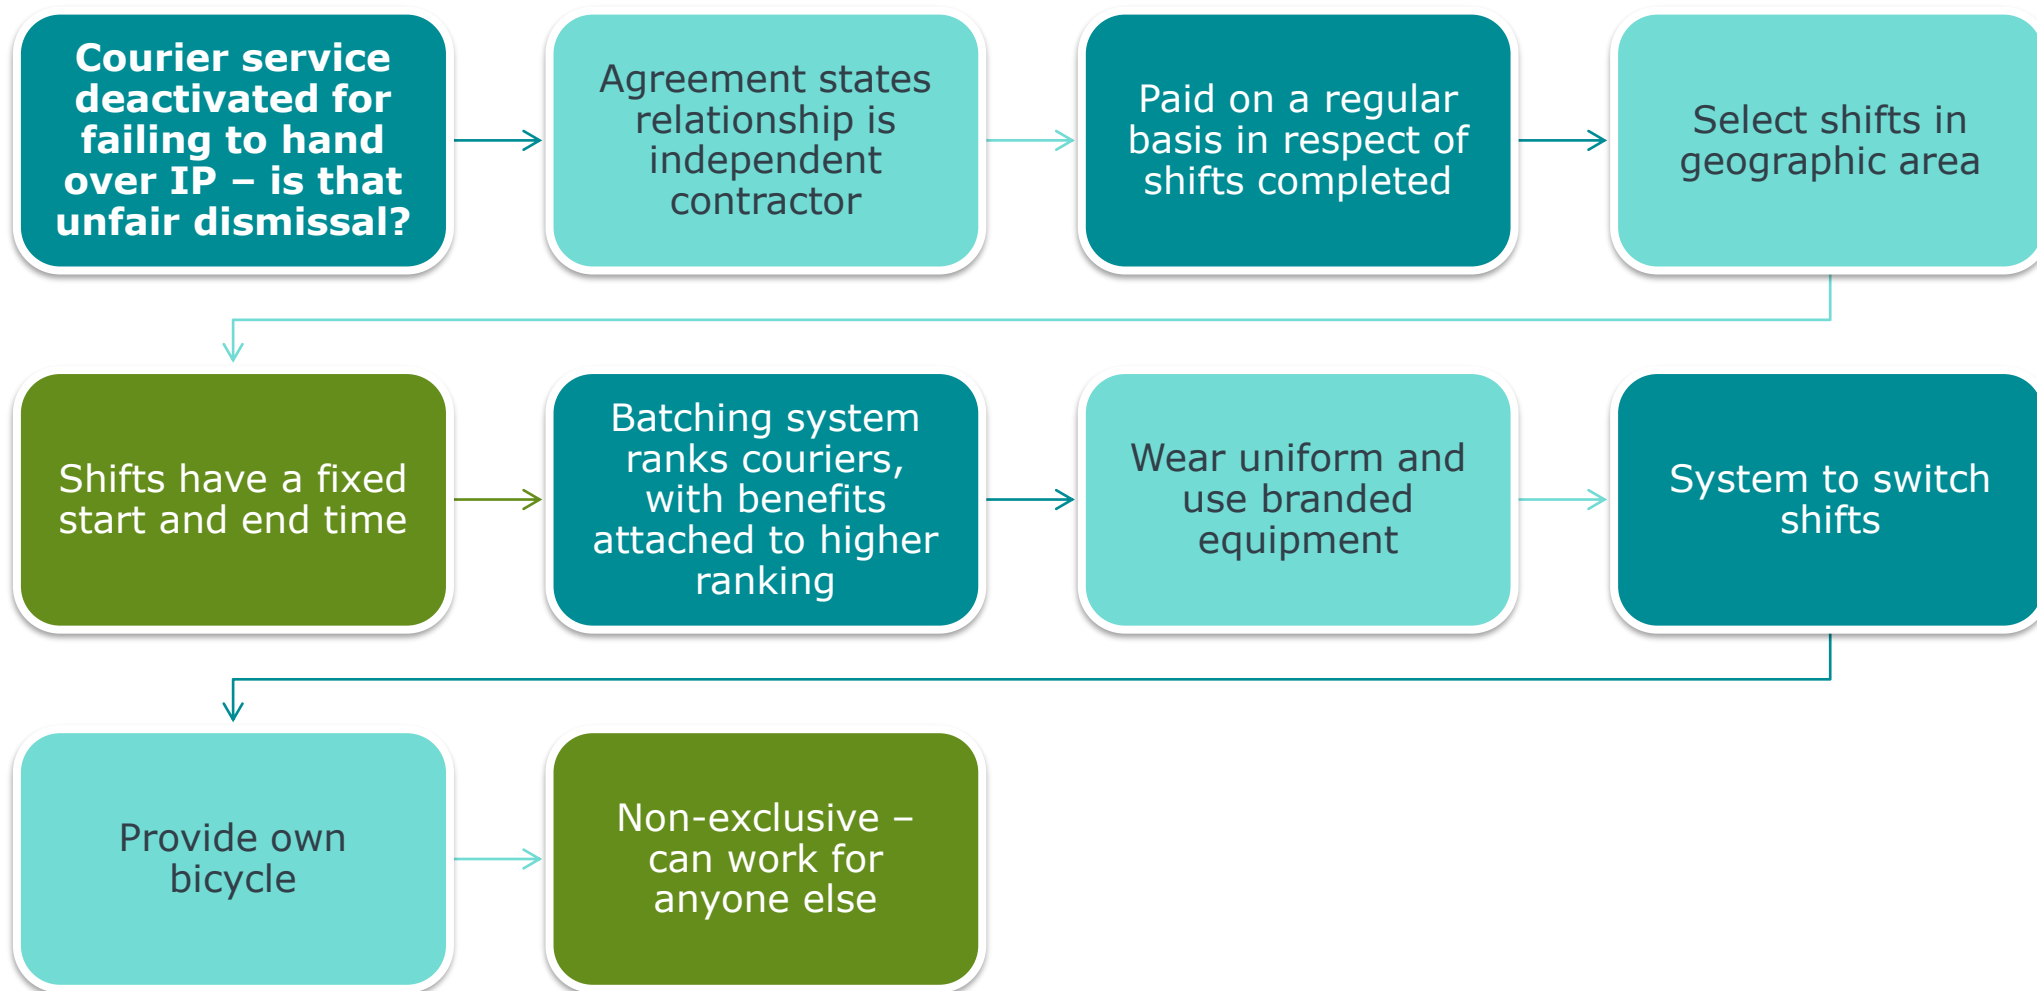 Courier service
deactivated for
failing to hand
over IP – is that
unfair dismissal?
Agreement states
relationship is
independent
contractor
Paid on a regular
basis in respect of
shifts completed
Select shifts in
geographic area
Shifts have a fixed
start and end time
Batching system
ranks couriers,
with benefits
attached to higher
ranking
Wear uniform and
use branded
equipment
System to switch
shifts
Provide own
bicycle
Non-exclusive –
can work for
anyone else